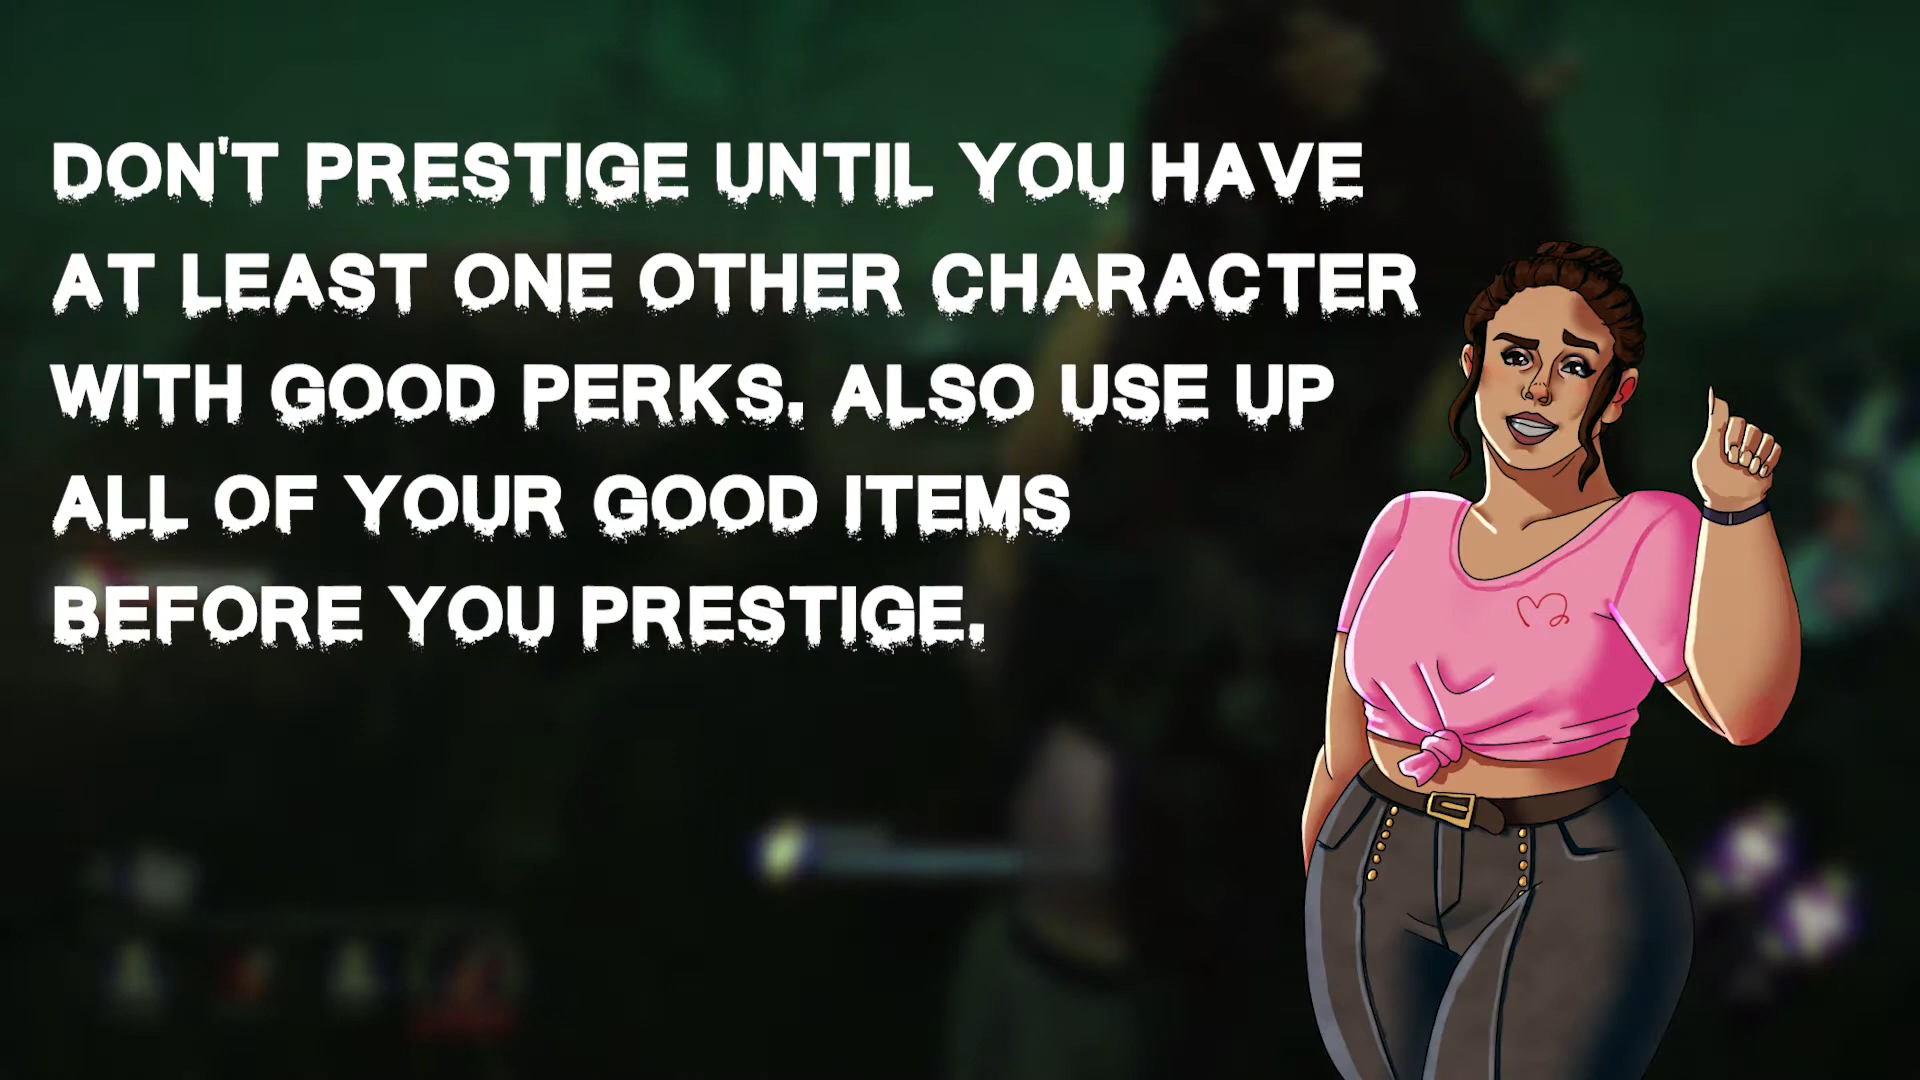 DON'T PRESTIGE UNTIL YOU HAVE
AT LEAST ONE OTHER CHARACTER
WITH GOOD PERKS. ALSO USE UP
ALL OF YOUR GOOD ITEMS
BEFORE YOU PRESTIGE.